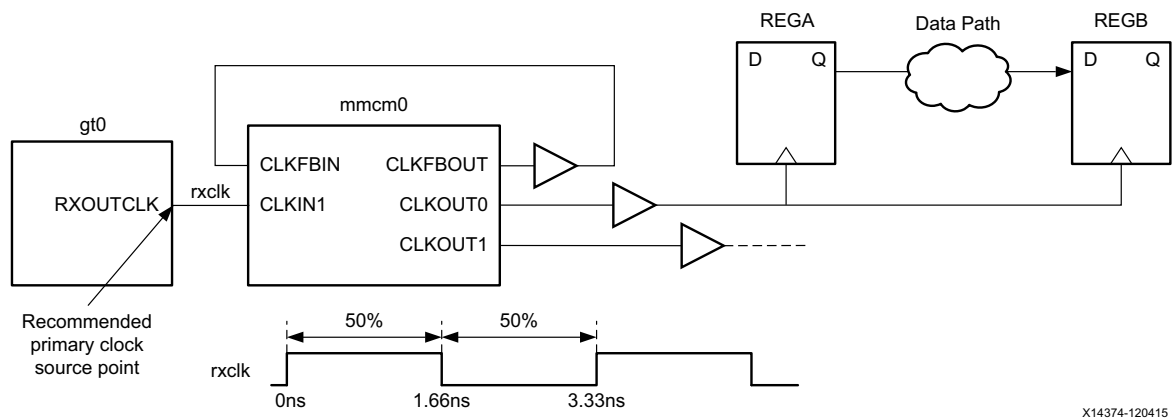 REGA
Data Path
REGB
D
Q
D
Q
mmcm0
gt0
CLKFBIN
CLKFBOUT
RXOUTCLK
rxclk
CLKIN1
CLKOUT0
CLKOUT1
Recommended
primary clock
source point
50%
50%
rxclk
0ns
1.66ns
3.33ns
X14374-120415